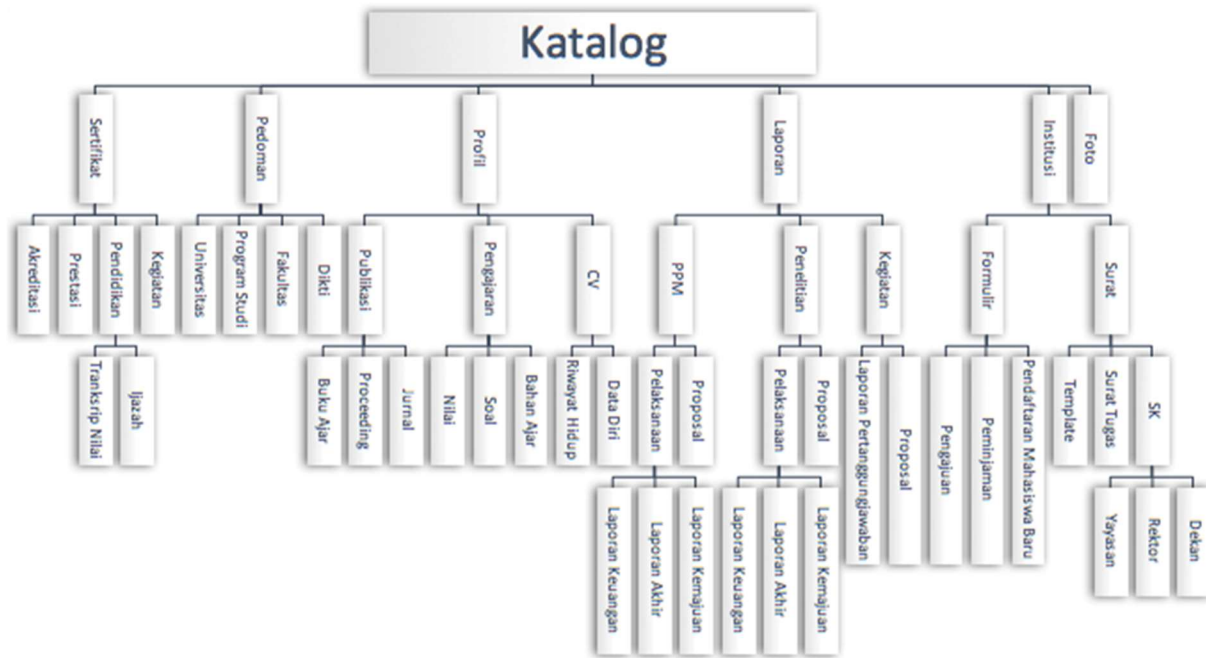 Katalog
Sertifikat
Pedoman
Profil
Laporan
Institusi
Foto
Akreditasi
Prestasi
Pendidikan
Kegiatan
Universitas
Program Studi
Fakultas
Dikti
Publikasi
Pengajaran
CV
PPM
Penelitian
Kegiatan
Formulir
Surat
Tranksrip Nilai
Ijazah
Buku Ajar
Proceeding
Jurnal
Nilai
Soal
Bahan Ajar
Riwayat Hidup
Data Diri
Pelaksanaan
Proposal
Pelaksanaan
Proposal
Laporan Pertanggungjawaban
Proposal
Pengajuan
Peminjaman
Pendaftaran Mahasiswa Baru
Template
Surat Tugas
SK
Laporan Keuangan
Laporan Akhir
Laporan Kemajuan
Laporan Keuangan
Laporan Akhir
Laporan Kemajuan
Yayasan
Rektor
Dekan